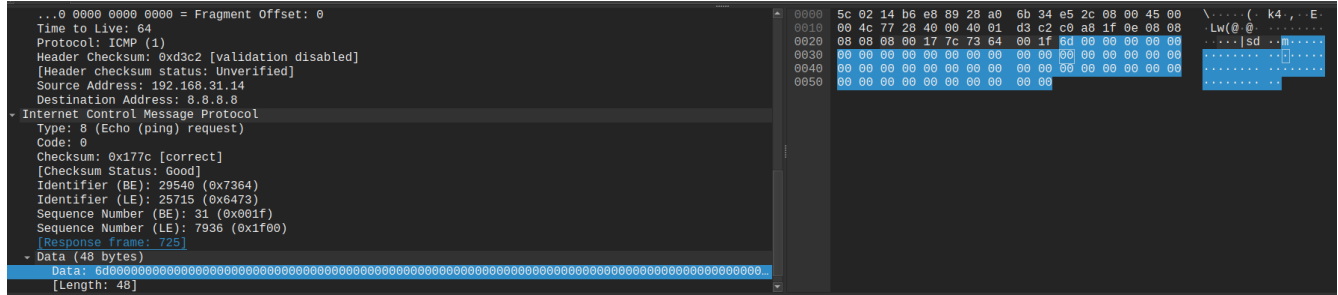 ...0 0000 0000 0000 = Fragment Offset: 0
Time to Live: 64
Protocol: ICMP (1)
Header Checksum: 0xd3c2 [validation disabled]
[Header checksum status: Unverified]
Source Address: 192.168.31.14
Destination Address: 8.8.8.8
Internet Control Message Protocol
Type: 8 (Echo (ping) request)
Code: 0
Checksum: 0x177c [correct]
[Checksum Status: Good]
Identifier (BE): 29540 (0x7364)
Identifier (LE): 25715 (0x6473)
Sequence Number (BE): 31 (0x001f)
Sequence Number (LE): 7936 (0x1f00)
[Response frame: 725]
Data (48 bytes)
Data: 6d0000000000000000000000000000000000000000000000000000000000000000000000000000000000000000…
[Length: 48]
0000 5c 02 14 b6 e8 89 28 a0 6b 34 e5 2c 08 00 45 00 \·····(· k4·,··E·
0010 00 4c 77 28 40 00 40 01 d3 c2 c0 a8 1f 0e 08 08 ·Lw(@·@· ········
0020 08 08 08 00 17 7c 73 64 00 1f 6d 00 00 00 00 00 ·····|sd ··m·····
0030 00 00 00 00 00 00 00 00 00 00 00 00 00 00 00 00 ········ ········
0040 00 00 00 00 00 00 00 00 00 00 00 00 00 00 00 00 ········ ········
0050 00 00 00 00 00 00 00 00 00 00 ········ ··